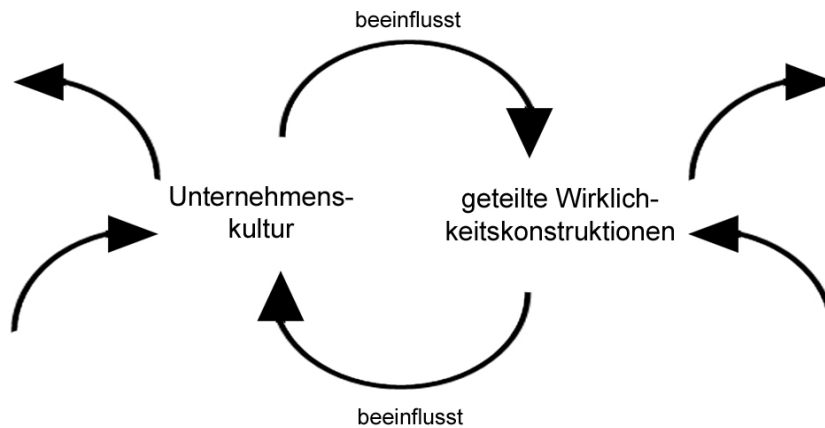 beeinflusst
Unternehmens-
kultur
geteilte Wirklich-
keitskonstruktionen
beeinflusst